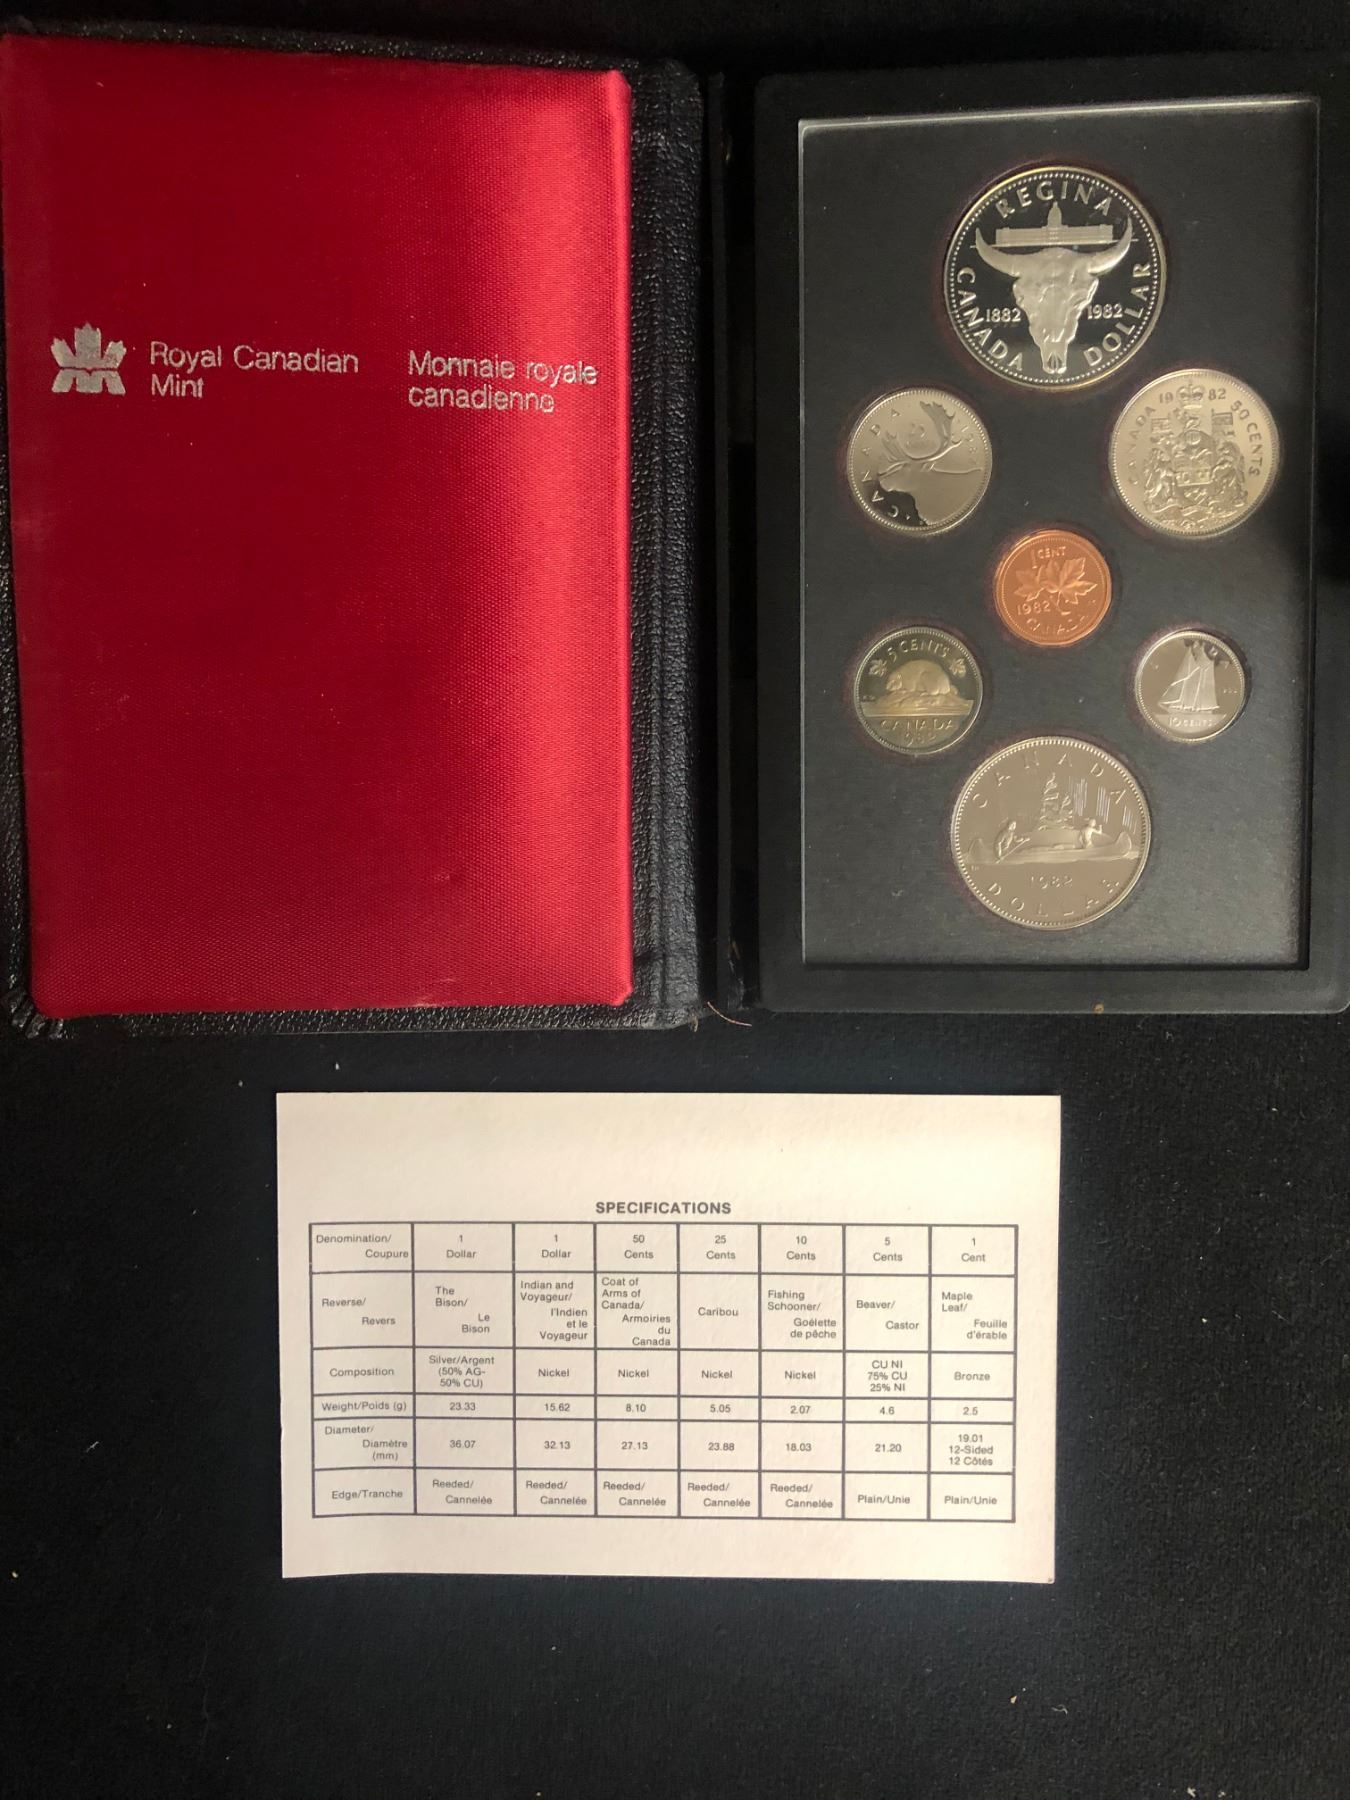 Royal Canadian
Mint
Monnaie royale
canadienne
REGINA
CANADA DOLLAR
1882 1982
CANADA
1982
CANADA 50 CENTS
1 CENT
1982
CANADA
5 CENTS
CANADA
1982
10 CENTS
CANADA
1982
DOLLAR
SPECIFICATIONS
Denomination/ Coupure | 1 Dollar | 1 Dollar | 50 Cents | 25 Cents | 10 Cents | 5 Cents | 1 Cent
Reverse/ Revers | The Bison/ Le Bison | Indian and Voyageur/ l'Indien et le Voyageur | Coat of Arms of Canada/ Armoiries du Canada | Caribou | Fishing Schooner/ Goélette de pêche | Beaver/ Castor | Maple Leaf/ Feuille d'érable
Composition | Silver/Argent (50% AG- 50% CU) | Nickel | Nickel | Nickel | Nickel | CU NI 75% CU 25% NI | Bronze
Weight/Poids (g) | 23.33 | 15.62 | 8.10 | 5.05 | 2.07 | 4.6 | 2.5
Diameter/ Diamètre (mm) | 36.07 | 32.13 | 27.13 | 23.88 | 18.03 | 21.20 | 19.01 12-Sided 12 Côtés
Edge/Tranche | Reeded/ Cannelée | Reeded/ Cannelée | Reeded/ Cannelée | Reeded/ Cannelée | Reeded/ Cannelée | Plain/Unie | Plain/Unie